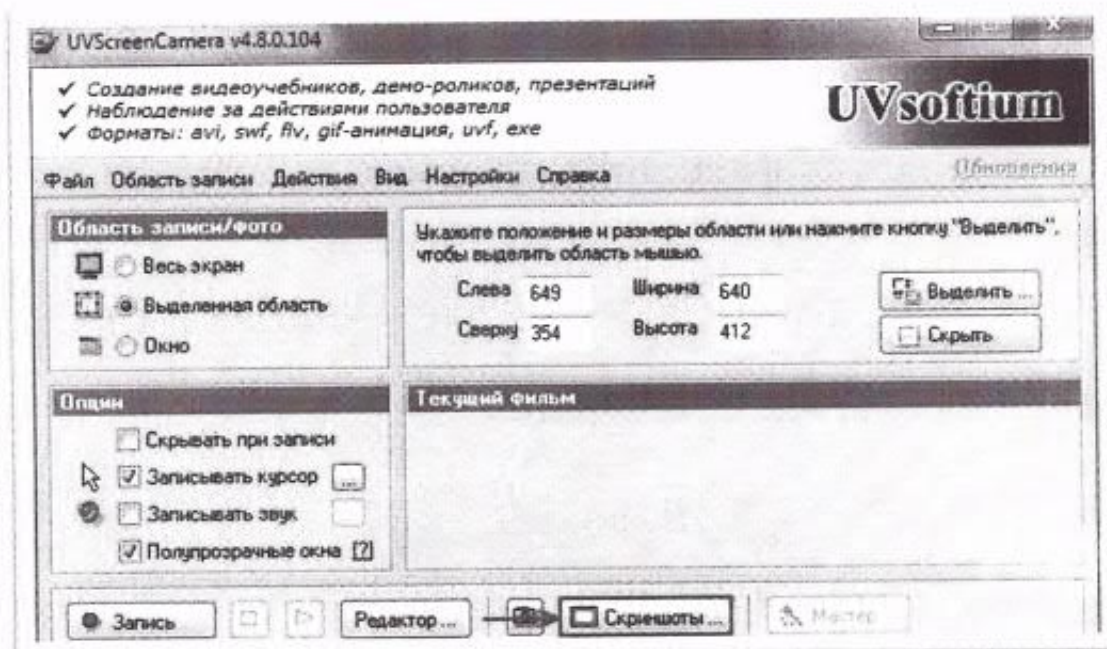 UVScreenCamera v4.8.0.104
✓ Создание видеоучебников, демо-роликов, презентаций
✓ Наблюдение за действиями пользователя
✓ Форматы: avi, swf, flv, gif-анимация, uvf, exe
UVsoftium
Обновления
Файл Область записи Действия Вид Настройки Справка
Область записи/фото
Весь экран
Выделенная область
Окно
Укажите положение и размеры области или нажмите кнопку "Выделить",
чтобы выделить область мышью.
Слева 649 Ширина 640 Выделить ...
Сверху 354 Высота 412 Скрыть
Опции
Скрывать при записи
Записывать курсор ...
Записывать звук
Полупрозрачные окна [?]
Текущий фильм
Запись Редактор ... Скриншоты ... Мастер